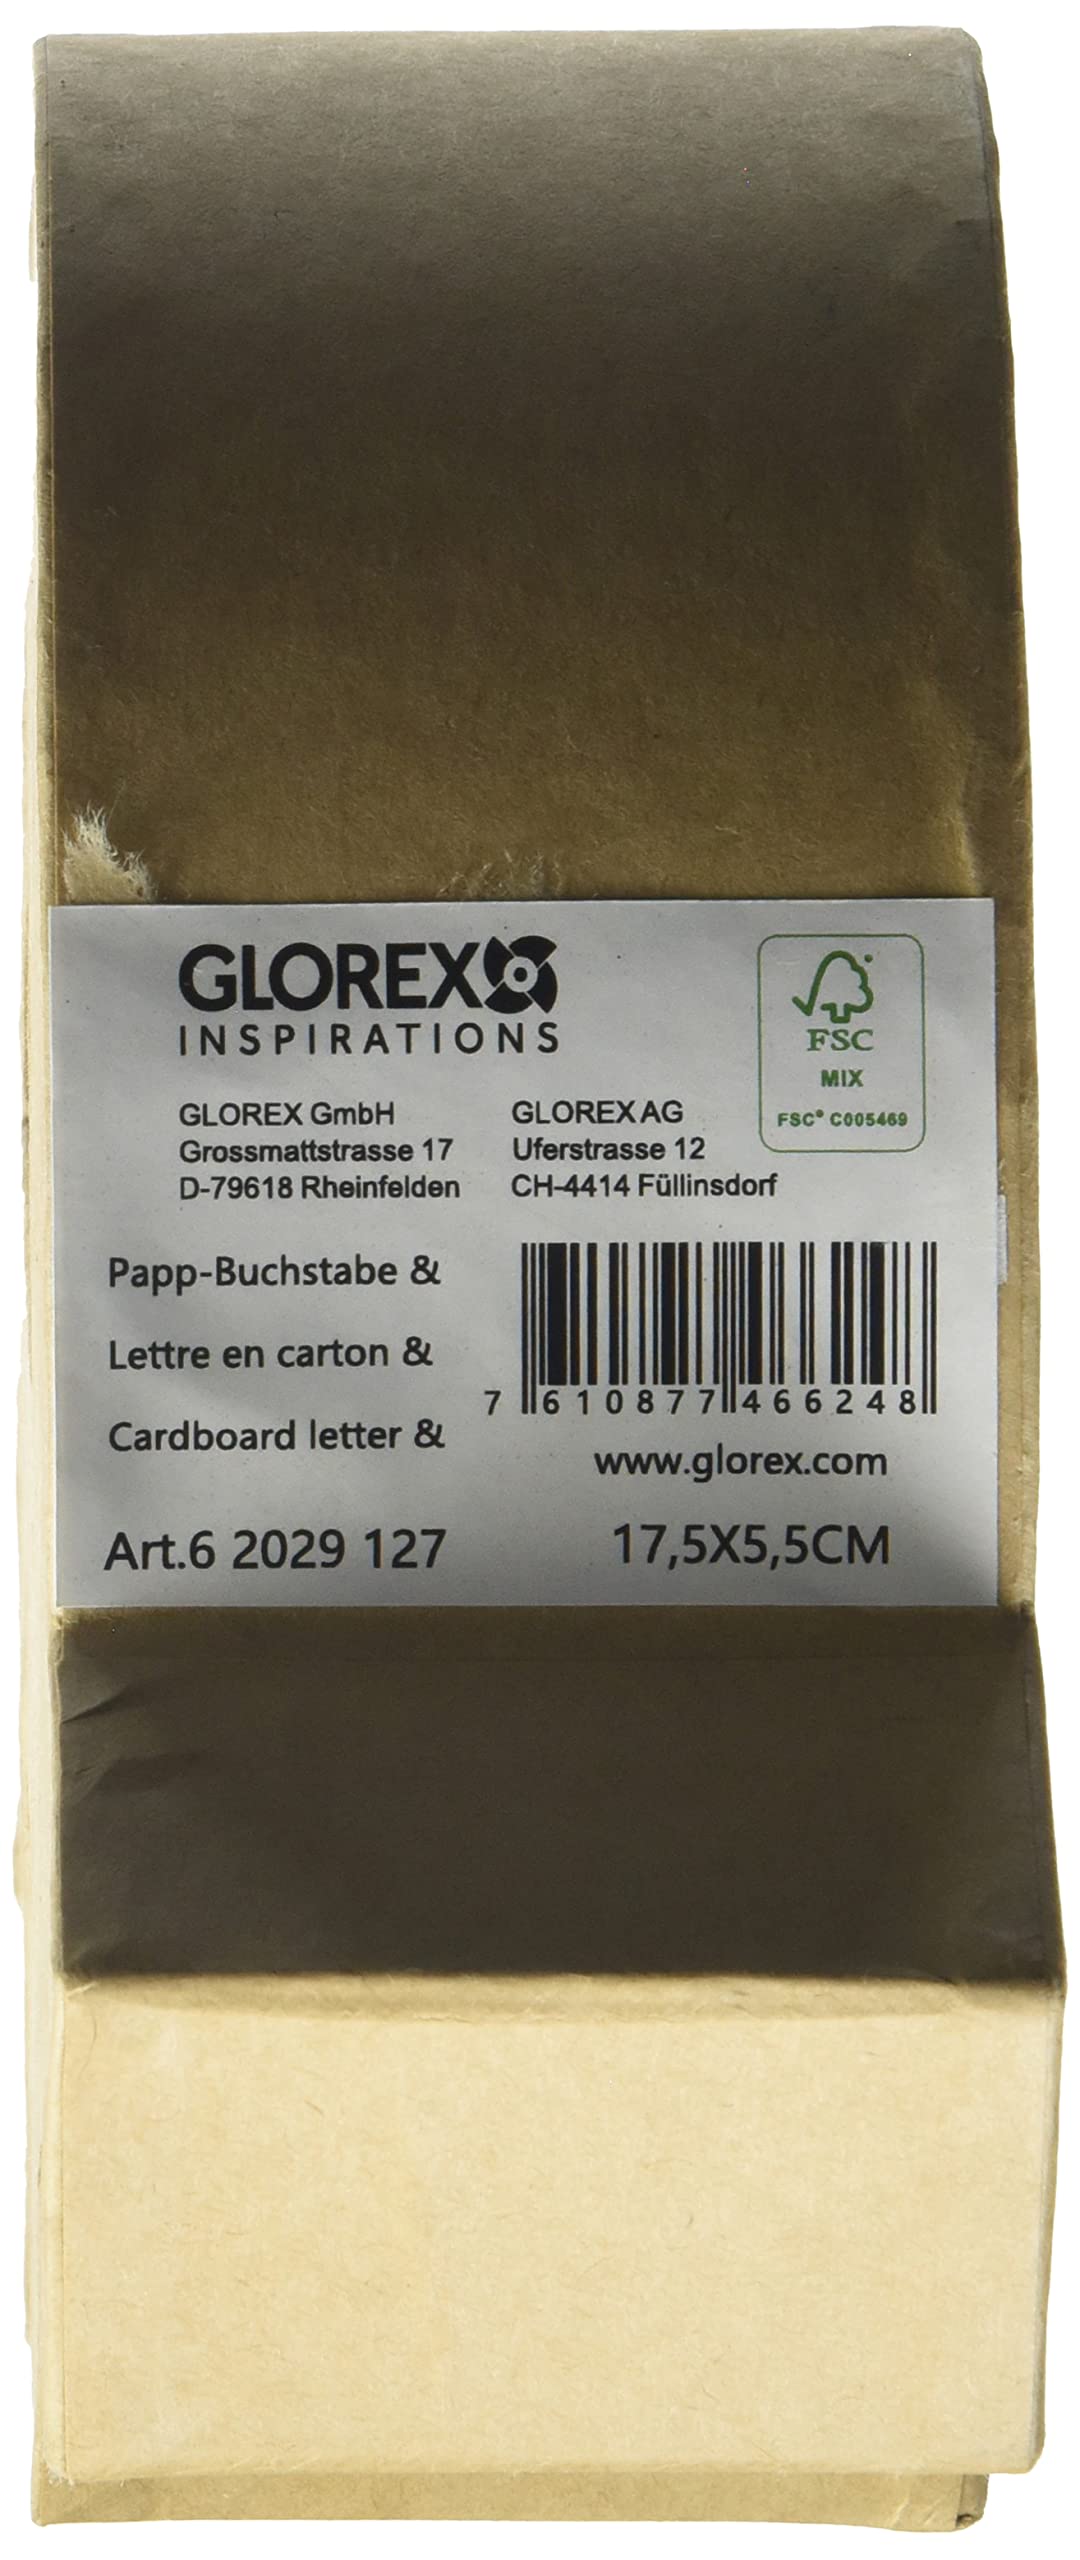 GLOREX
INSPIRATIONS
FSC
MIX
FSC® C005469
GLOREX GmbH
Grossmattstrasse 17
D-79618 Rheinfelden
GLOREX AG
Uferstrasse 12
CH-4414 Füllinsdorf
Papp-Buchstabe &
Lettre en carton &
Cardboard letter &
7 610877 466248
www.glorex.com
Art.6 2029 127
17,5X5,5CM